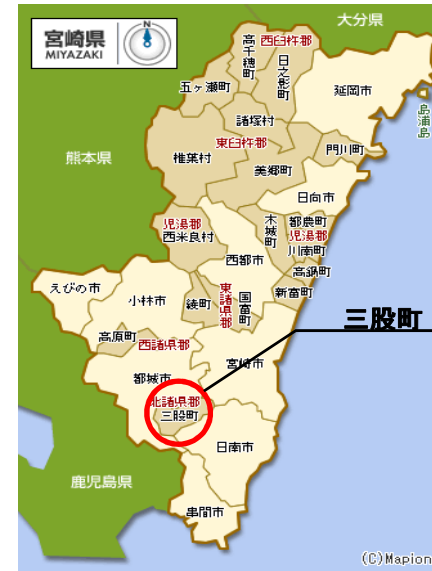 宮崎県
MIYAZAKI
N
大分県
高千穂町
西臼杵郡
日之影町
五ヶ瀬町
延岡市
島浦島
諸塚村
東臼杵郡
門川町
熊本県
椎葉村
美郷町
日向市
児湯郡
西米良村
木城町
都農町
児湯郡
川南町
西都市
高鍋町
えびの市
小林市
綾町
東諸県郡
国富町
新富町
三股町
高原町
西諸県郡
宮崎市
都城市
北諸県郡
三股町
日南市
鹿児島県
串間市
(C)Mapion